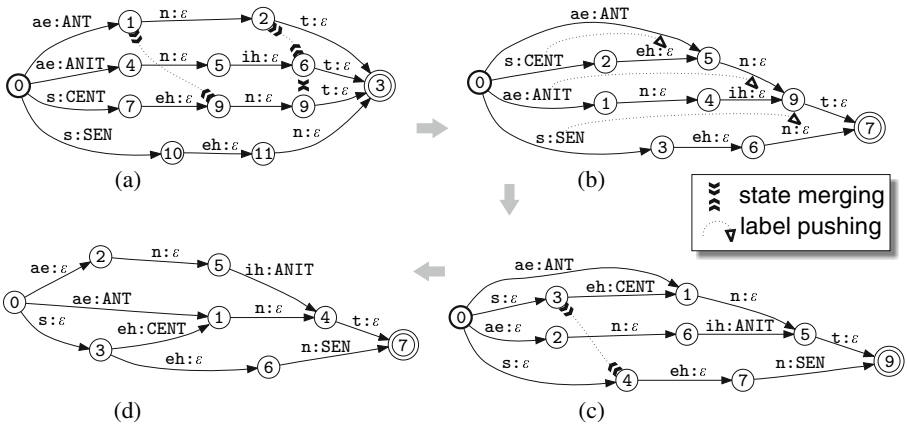 ae:ANT n:ε t:ε
ae:ANIT n:ε ih:ε t:ε
s:CENT eh:ε n:ε t:ε
s:SEN eh:ε n:ε
0 1 2 4 5 6 3 7 9 9 10 11
(a)
ae:ANT n:ε t:ε
s:CENT eh:ε
ae:ANIT n:ε ih:ε
s:SEN eh:ε n:ε
0 2 5 1 4 9 3 6 7
(b)
state merging
label pushing
ae:ε n:ε ih:ANIT
ae:ANT n:ε t:ε
s:ε eh:CENT
eh:ε n:SEN
0 2 5 1 4 3 6 7
(d)
ae:ANT n:ε
s:ε eh:CENT
ae:ε n:ε ih:ANIT t:ε
s:ε eh:ε n:SEN
0 3 1 2 6 5 4 7 9
(c)